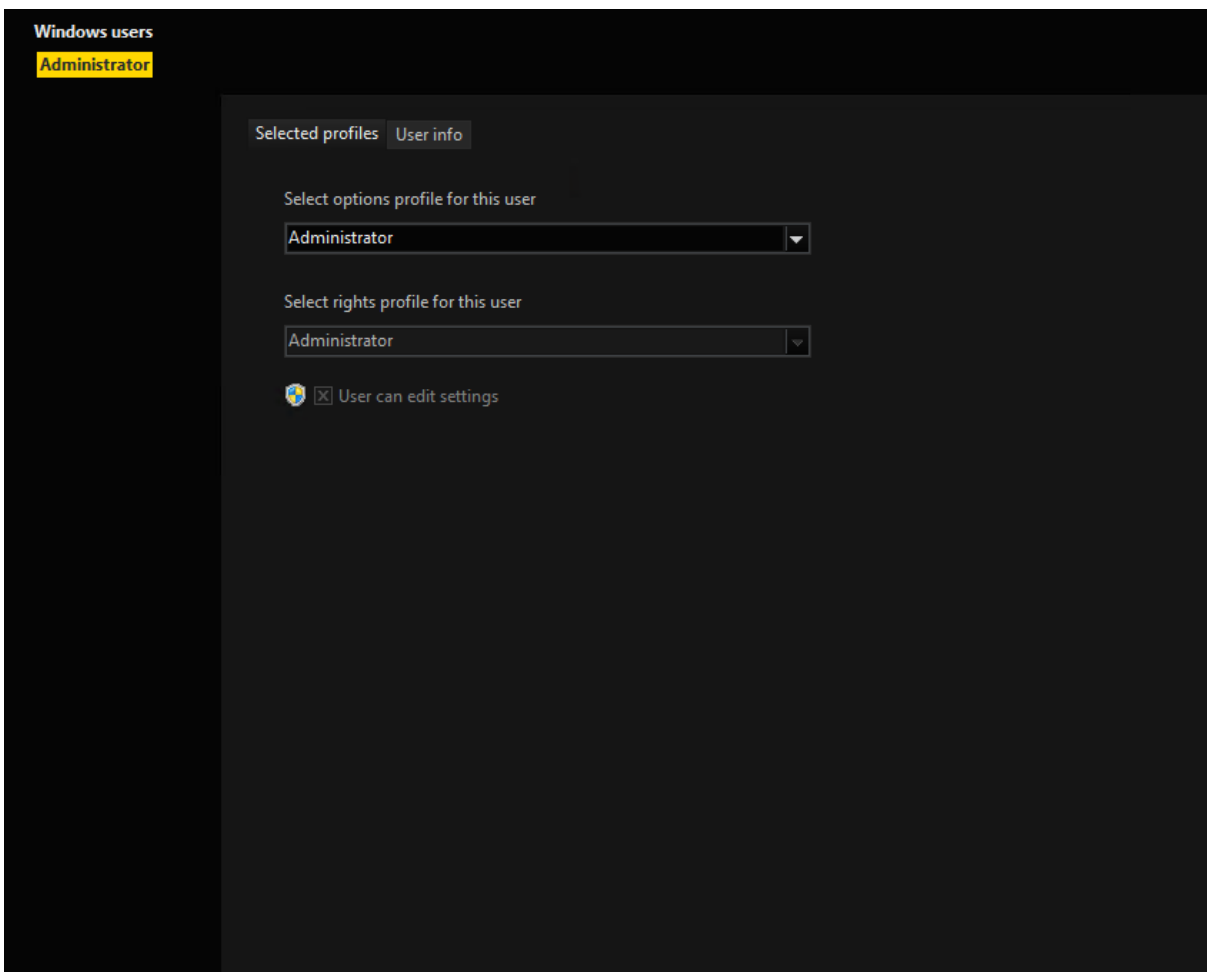 Windows users
Administrator
Selected profiles
User info
Select options profile for this user
Administrator
Select rights profile for this user
Administrator
User can edit settings